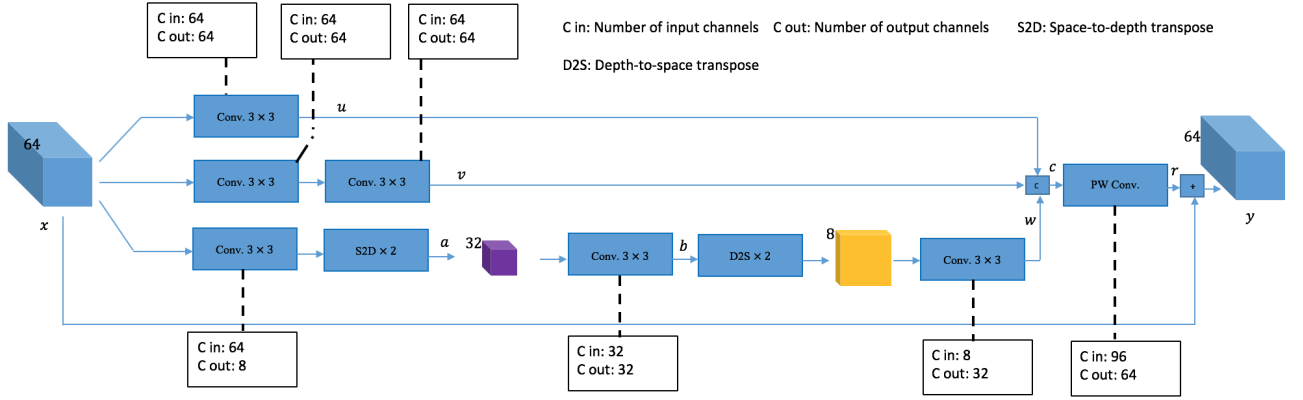 C in: 64
C out: 64
C in: 64
C out: 64
C in: 64
C out: 64
C in: Number of input channels C out: Number of output channels S2D: Space-to-depth transpose
D2S: Depth-to-space transpose
64
x
Conv. 3 × 3
u
Conv. 3 × 3
Conv. 3 × 3
v
Conv. 3 × 3
S2D × 2
a
32
Conv. 3 × 3
b
D2S × 2
8
Conv. 3 × 3
w
C
c
PW Conv.
r
+
64
y
C in: 64
C out: 8
C in: 32
C out: 32
C in: 8
C out: 32
C in: 96
C out: 64